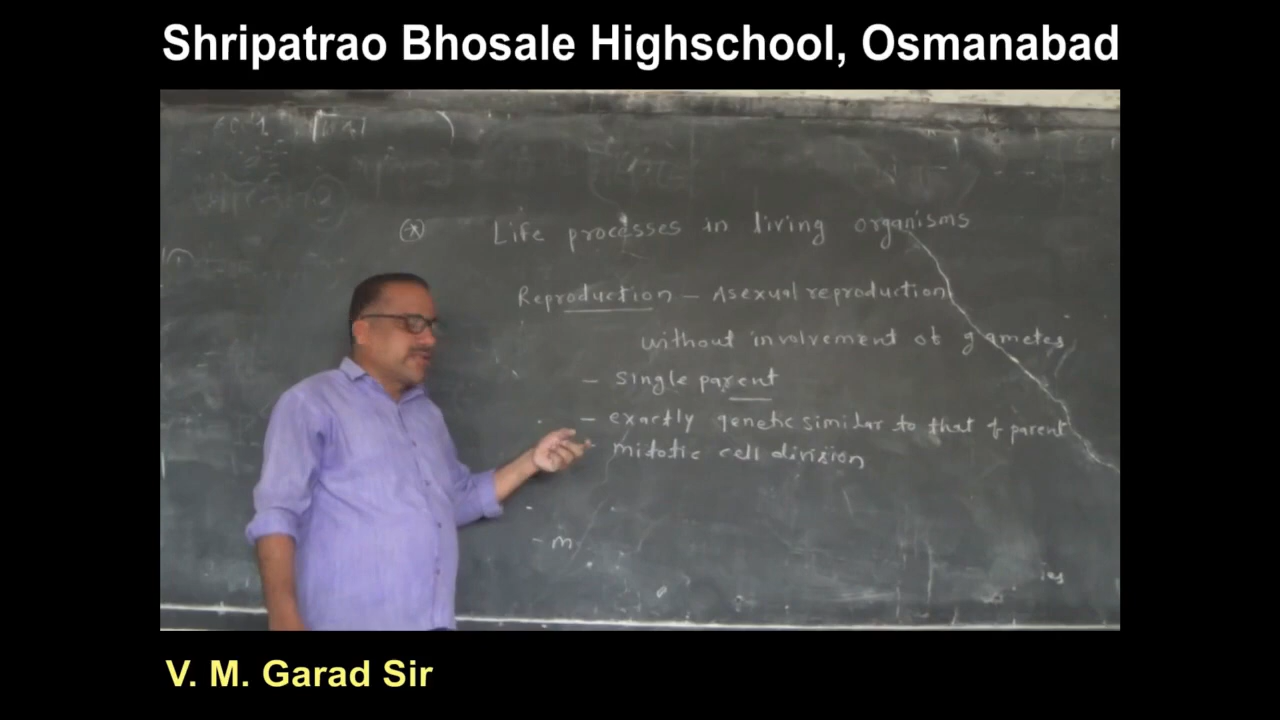 Shripatrao Bhosale Highschool, Osmanabad
Life processes in living organisms
Reproduction – Asexual reproduction
without involvement of gametes
– single parent
– exactly genetic similar to that of parent
mitotic cell division
- m
ies
V. M. Garad Sir